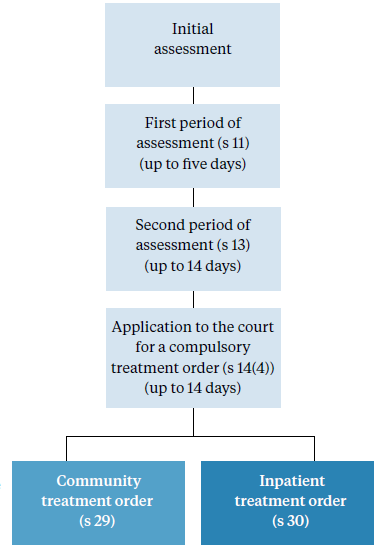 Initial
assessment
First period of
assessment (s 11)
(up to five days)
Second period of
assessment (s 13)
(up to 14 days)
Application to the court
for a compulsory
treatment order (s 14(4))
(up to 14 days)
Community
treatment order
(s 29)
Inpatient
treatment order
(s 30)